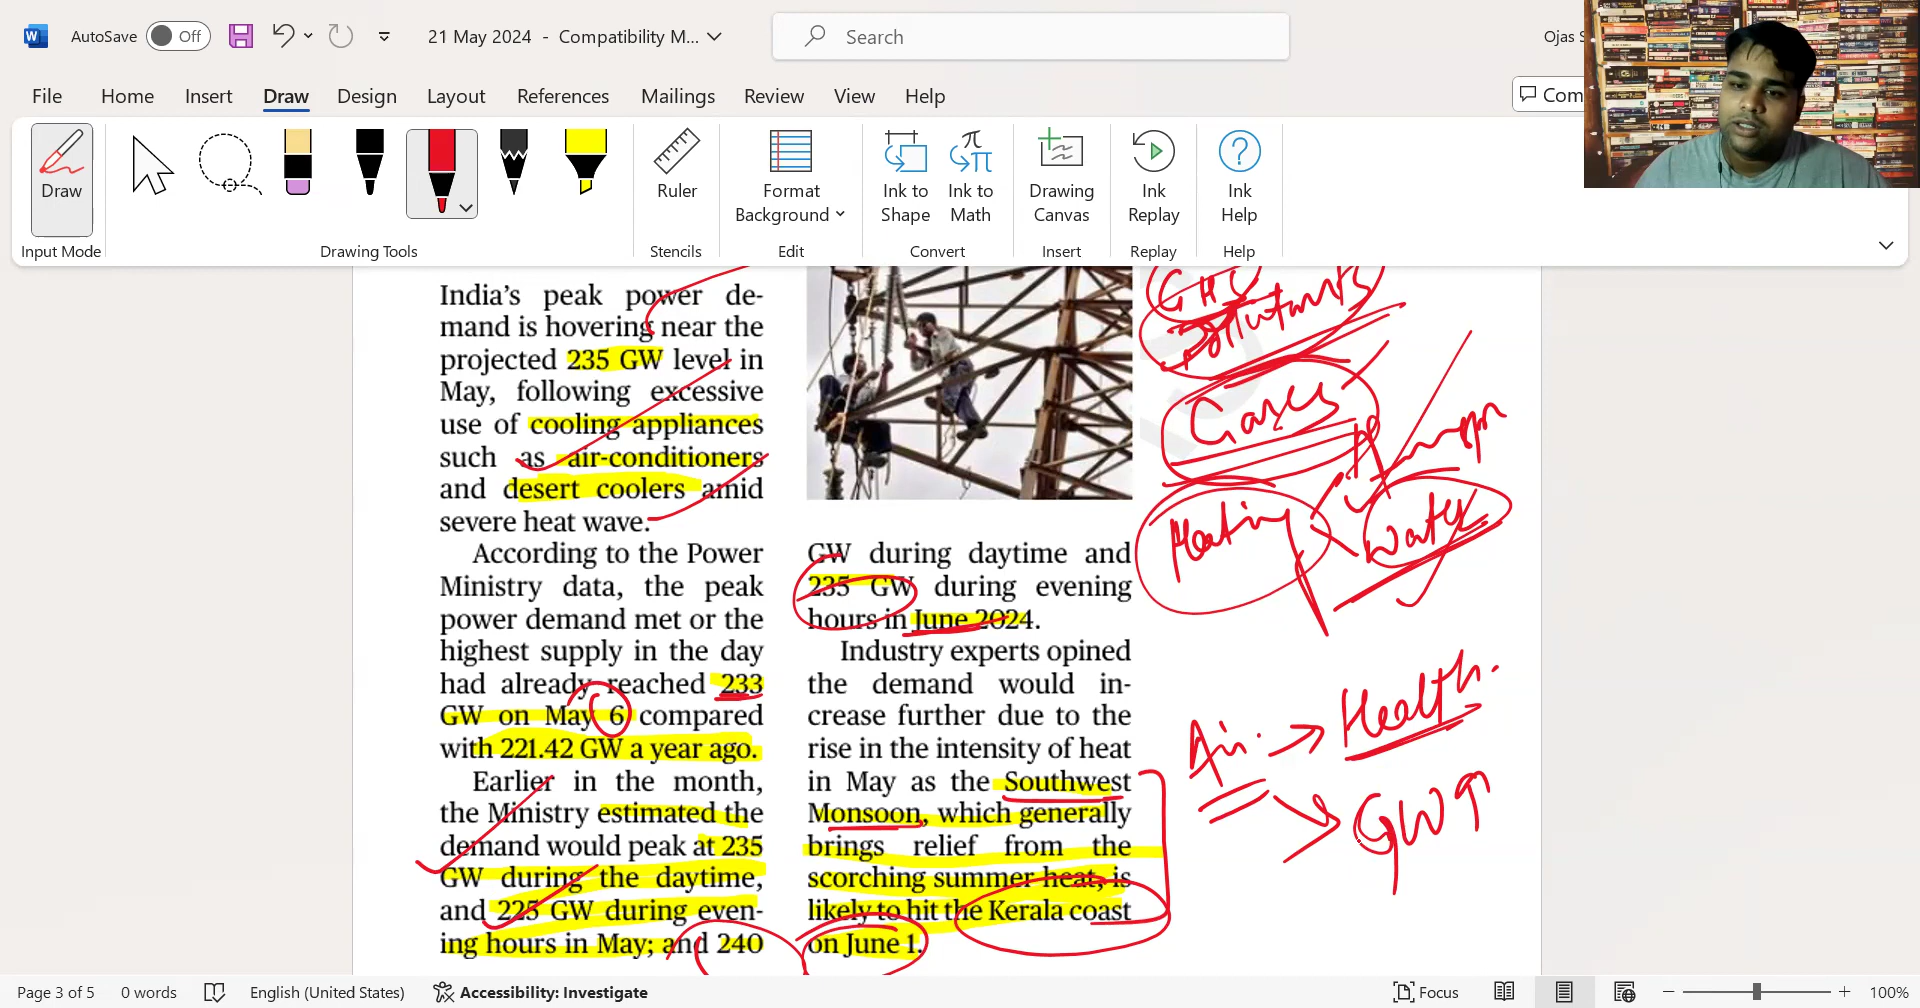 AutoSave Off
21 May 2024 - Compatibility M...
Search
Ojas S
File Home Insert Draw Design Layout References Mailings Review View Help
Com
Draw
Ruler
Format Background
Ink to Shape
Ink to Math
Drawing Canvas
Ink Replay
Ink Help
Input Mode Drawing Tools Stencils Edit Convert Insert Replay Help
India's peak power de-
mand is hovering near the
projected 235 GW level in
May, following excessive
use of cooling appliances
such as air-conditioners
and desert coolers amid
severe heat wave.
According to the Power
Ministry data, the peak
power demand met or the
highest supply in the day
had already reached 233
GW on May 6 compared
with 221.42 GW a year ago.
Earlier in the month,
the Ministry estimated the
demand would peak at 235
GW during the daytime,
and 225 GW during even-
ing hours in May; and 240
GW during daytime and
235 GW during evening
hours in June 2024.
Industry experts opined
the demand would in-
crease further due to the
rise in the intensity of heat
in May as the Southwest
Monsoon, which generally
brings relief from the
scorching summer heat, is
likely to hit the Kerala coast
on June 1.
Pollutants
Gases
Heating
Water
Air → Health
GW↑
Page 3 of 5 0 words English (United States) Accessibility: Investigate Focus 100%